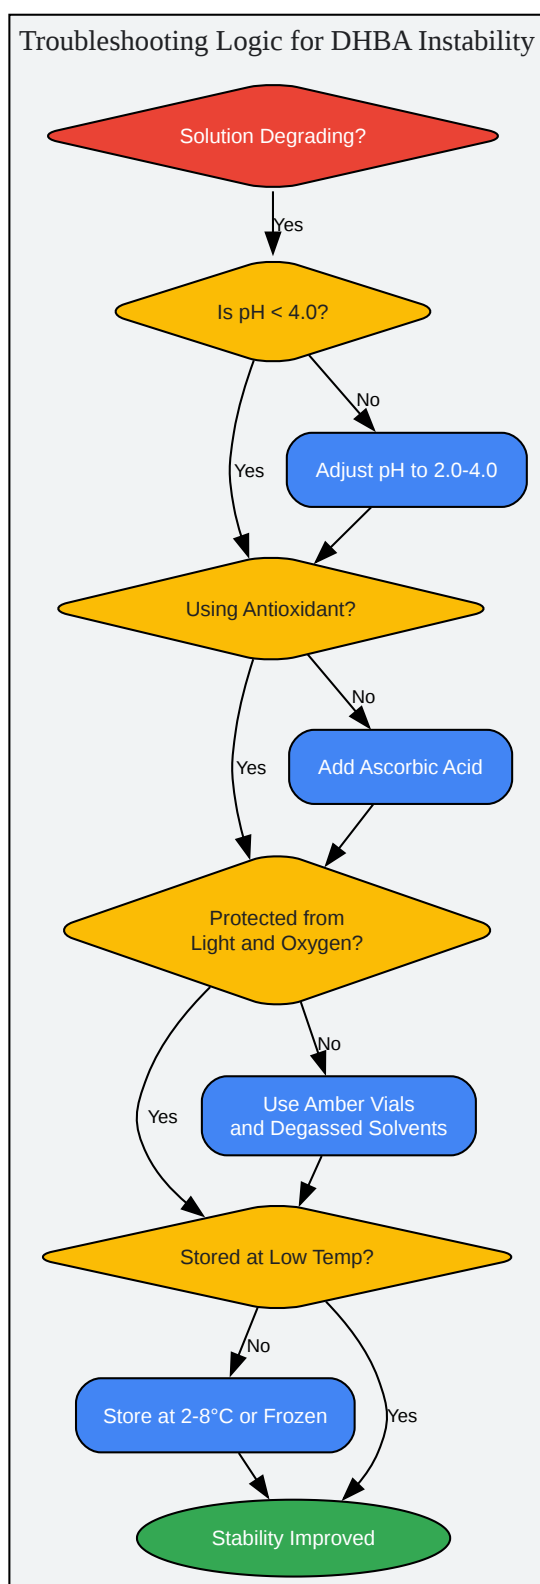 Troubleshooting Logic for DHBA Instability
Solution Degrading?
Yes
Is pH < 4.0?
No
Yes
Adjust pH to 2.0-4.0
Using Antioxidant?
No
Yes
Add Ascorbic Acid
Protected from
Light and Oxygen?
No
Yes
Use Amber Vials
and Degassed Solvents
Stored at Low Temp?
No
Yes
Store at 2-8°C or Frozen
Stability Improved